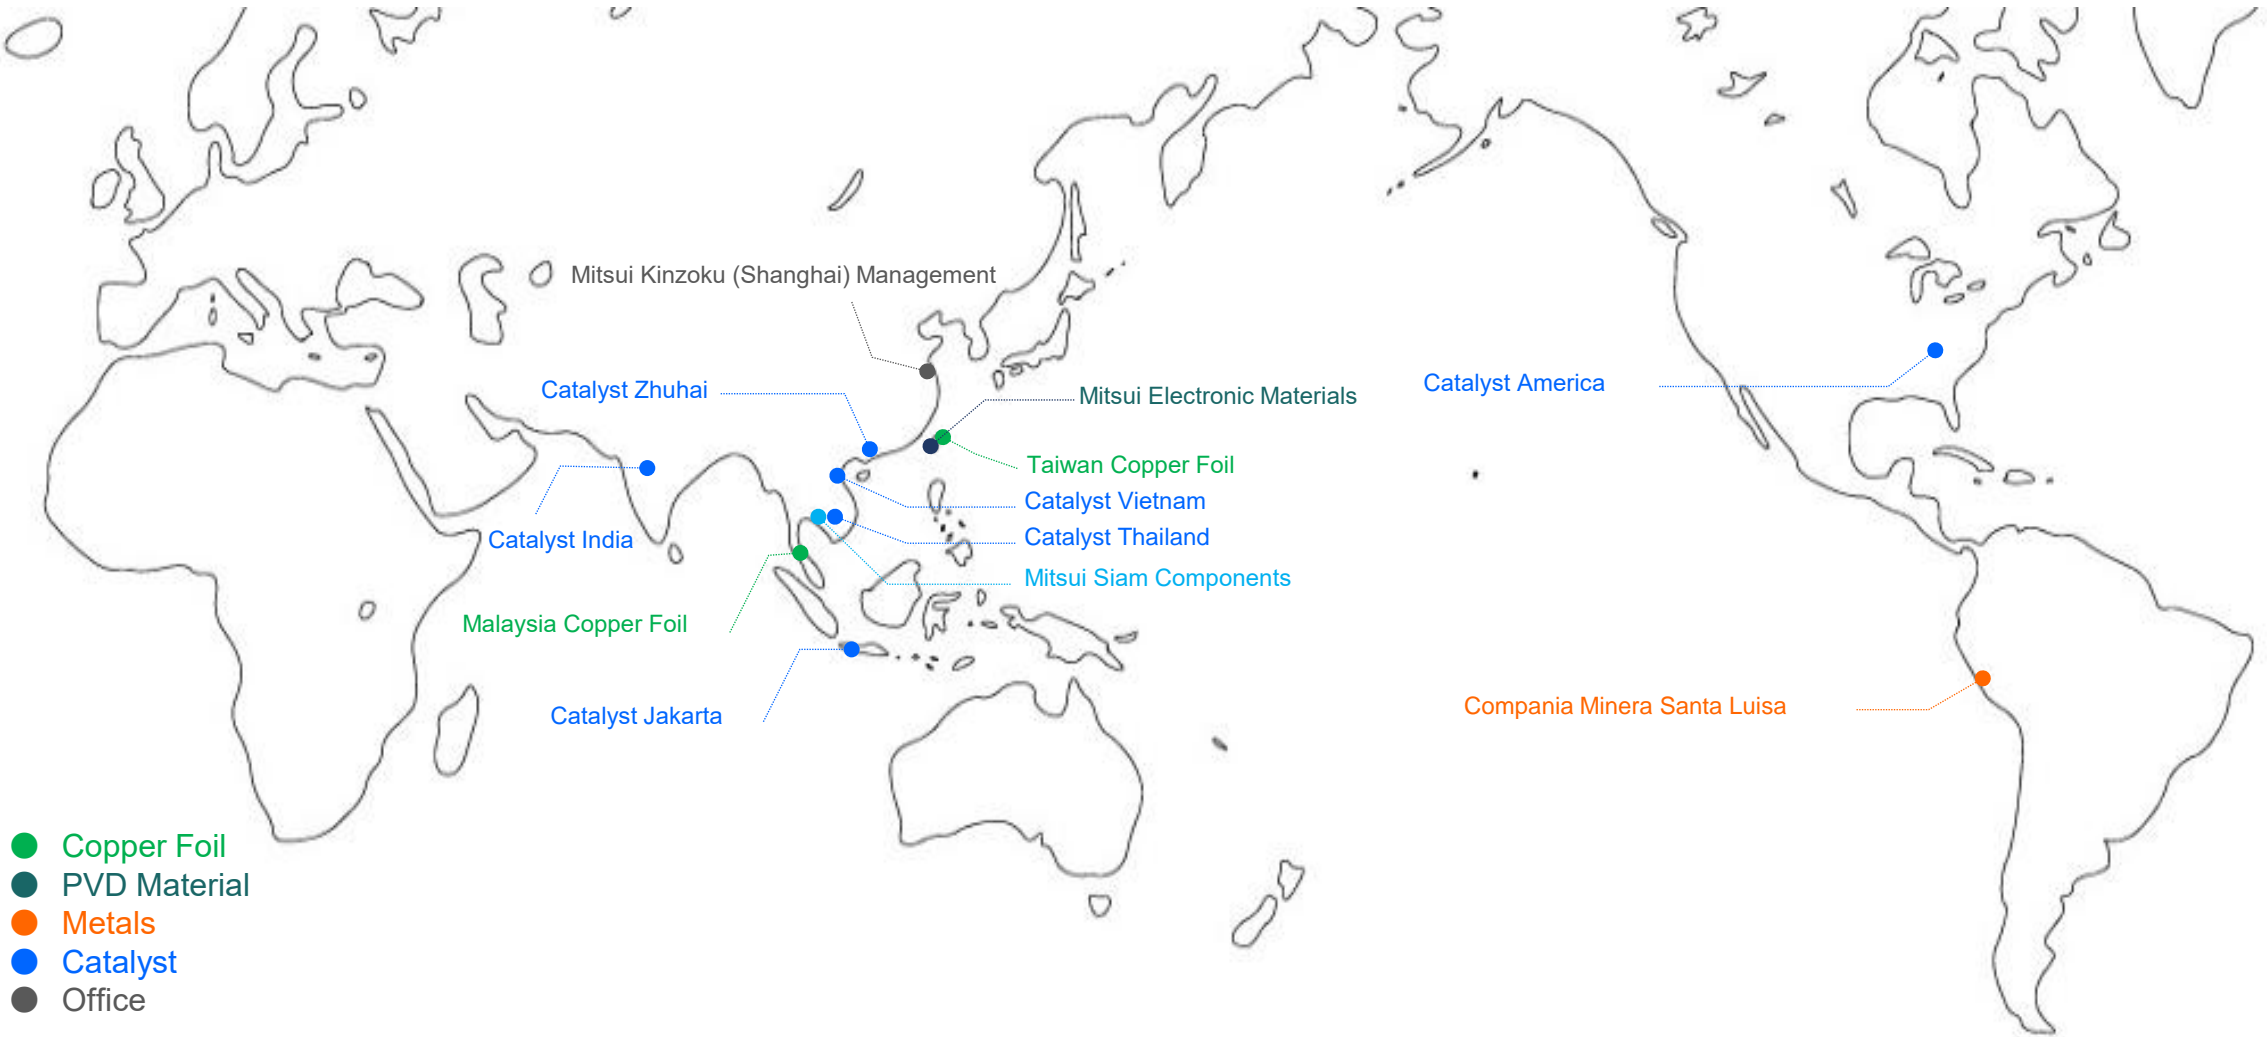 Mitsui Kinzoku (Shanghai) Management
Catalyst Zhuhai
Mitsui Electronic Materials
Catalyst America
Taiwan Copper Foil
Catalyst Vietnam
Catalyst India
Catalyst Thailand
Mitsui Siam Components
Malaysia Copper Foil
Catalyst Jakarta
Compania Minera Santa Luisa
Copper Foil
PVD Material
Metals
Catalyst
Office